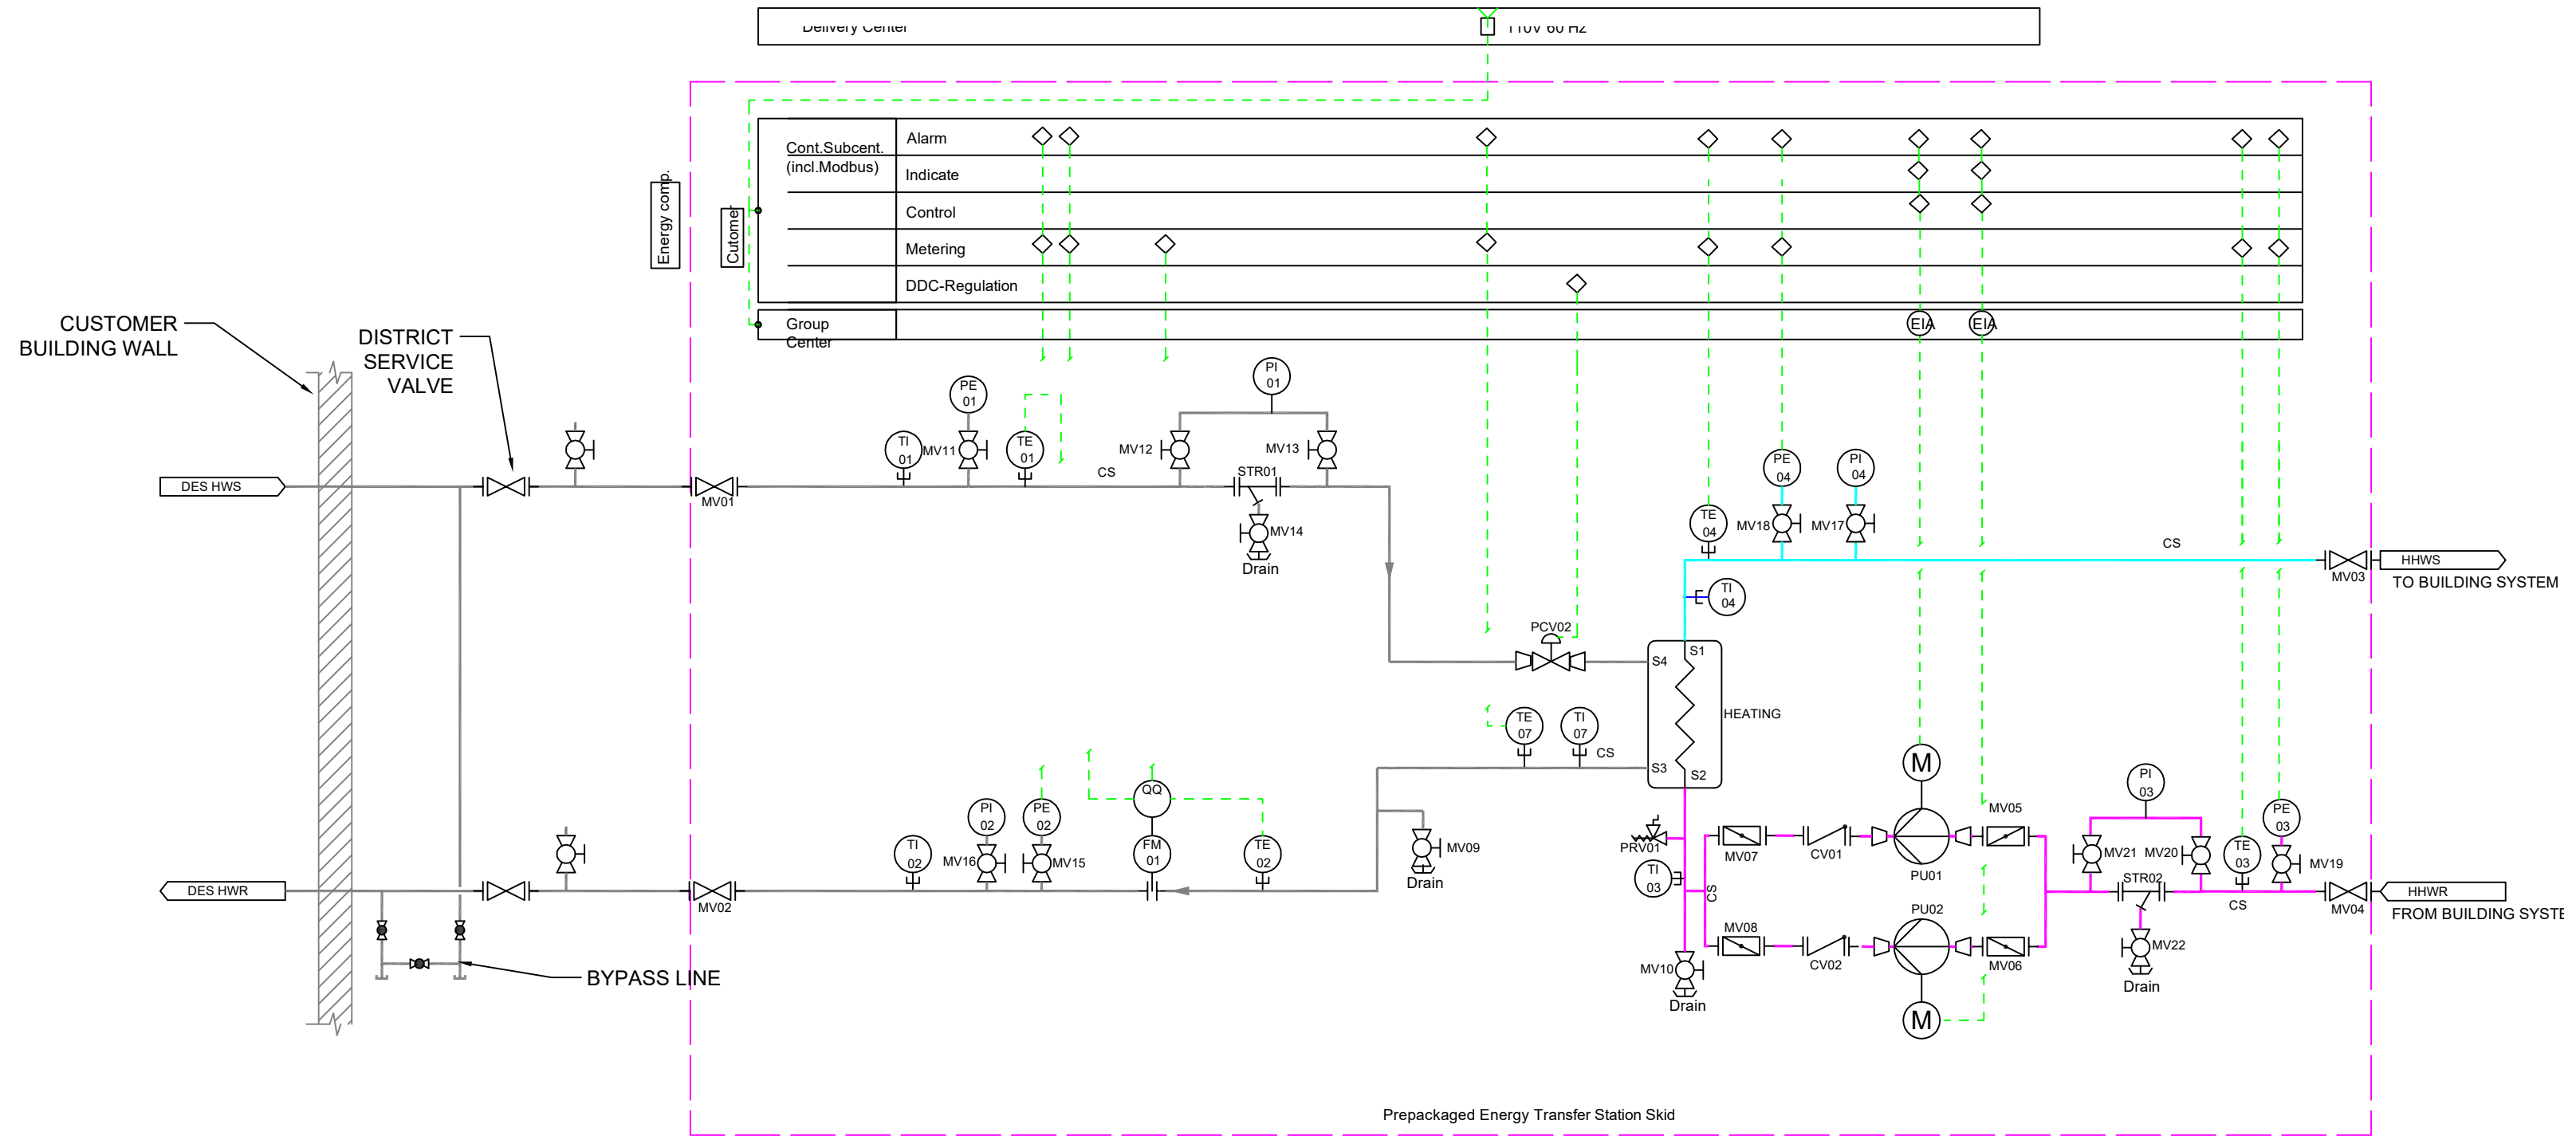 Delivery Center
110V 60 Hz
Cont.Subcent.
(incl.Modbus)
Alarm
Indicate
Control
Metering
DDC-Regulation
Group
Center
EIA
EIA
Energy comp.
Cutomer
CUSTOMER
BUILDING WALL
DISTRICT
SERVICE
VALVE
PI
01
PE
01
TI
01
MV11
TE
01
CS
MV12
MV13
STR01
DES HWS
MV01
MV14
Drain
PE
04
PI
04
TE
04
MV18
MV17
CS
HHWS
MV03
TO BUILDING SYSTEM
TI
04
PCV02
S4
S1
HEATING
TE
07
TI
07
CS
S3
S2
M
QQ
PI
02
PE
02
TI
02
MV16
MV15
FM
01
TE
02
MV09
Drain
DES HWR
MV02
BYPASS LINE
PRV01
TI
03
CS
MV07
CV01
PU01
MV05
MV08
CV02
PU02
MV06
MV10
Drain
M
PI
03
MV21
MV20
STR02
TE
03
PE
03
MV19
CS
HHWR
MV04
FROM BUILDING SYSTE
MV22
Drain
Prepackaged Energy Transfer Station Skid